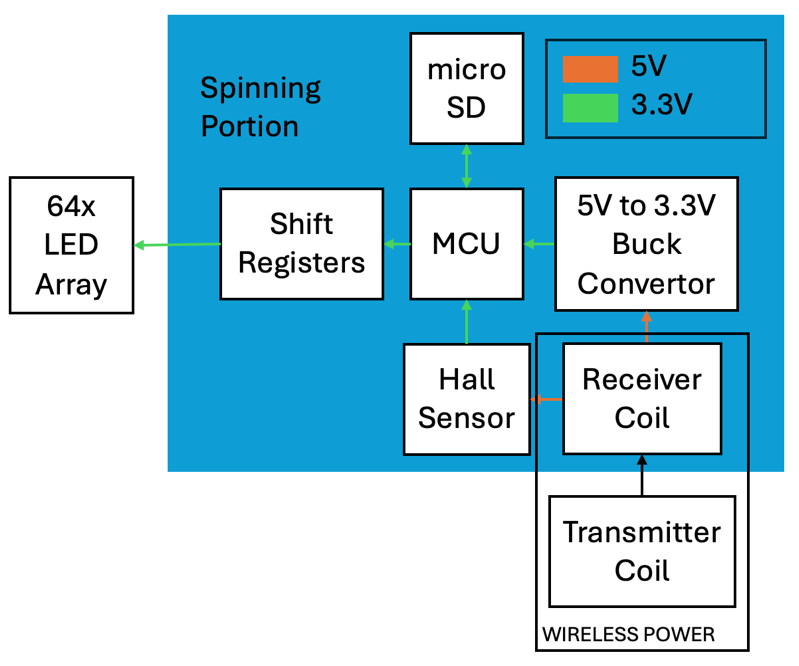 Spinning
Portion
micro
SD
5V
3.3V
64x
LED
Array
Shift
Registers
MCU
5V to 3.3V
Buck
Convertor
Hall
Sensor
Receiver
Coil
Transmitter
Coil
WIRELESS POWER